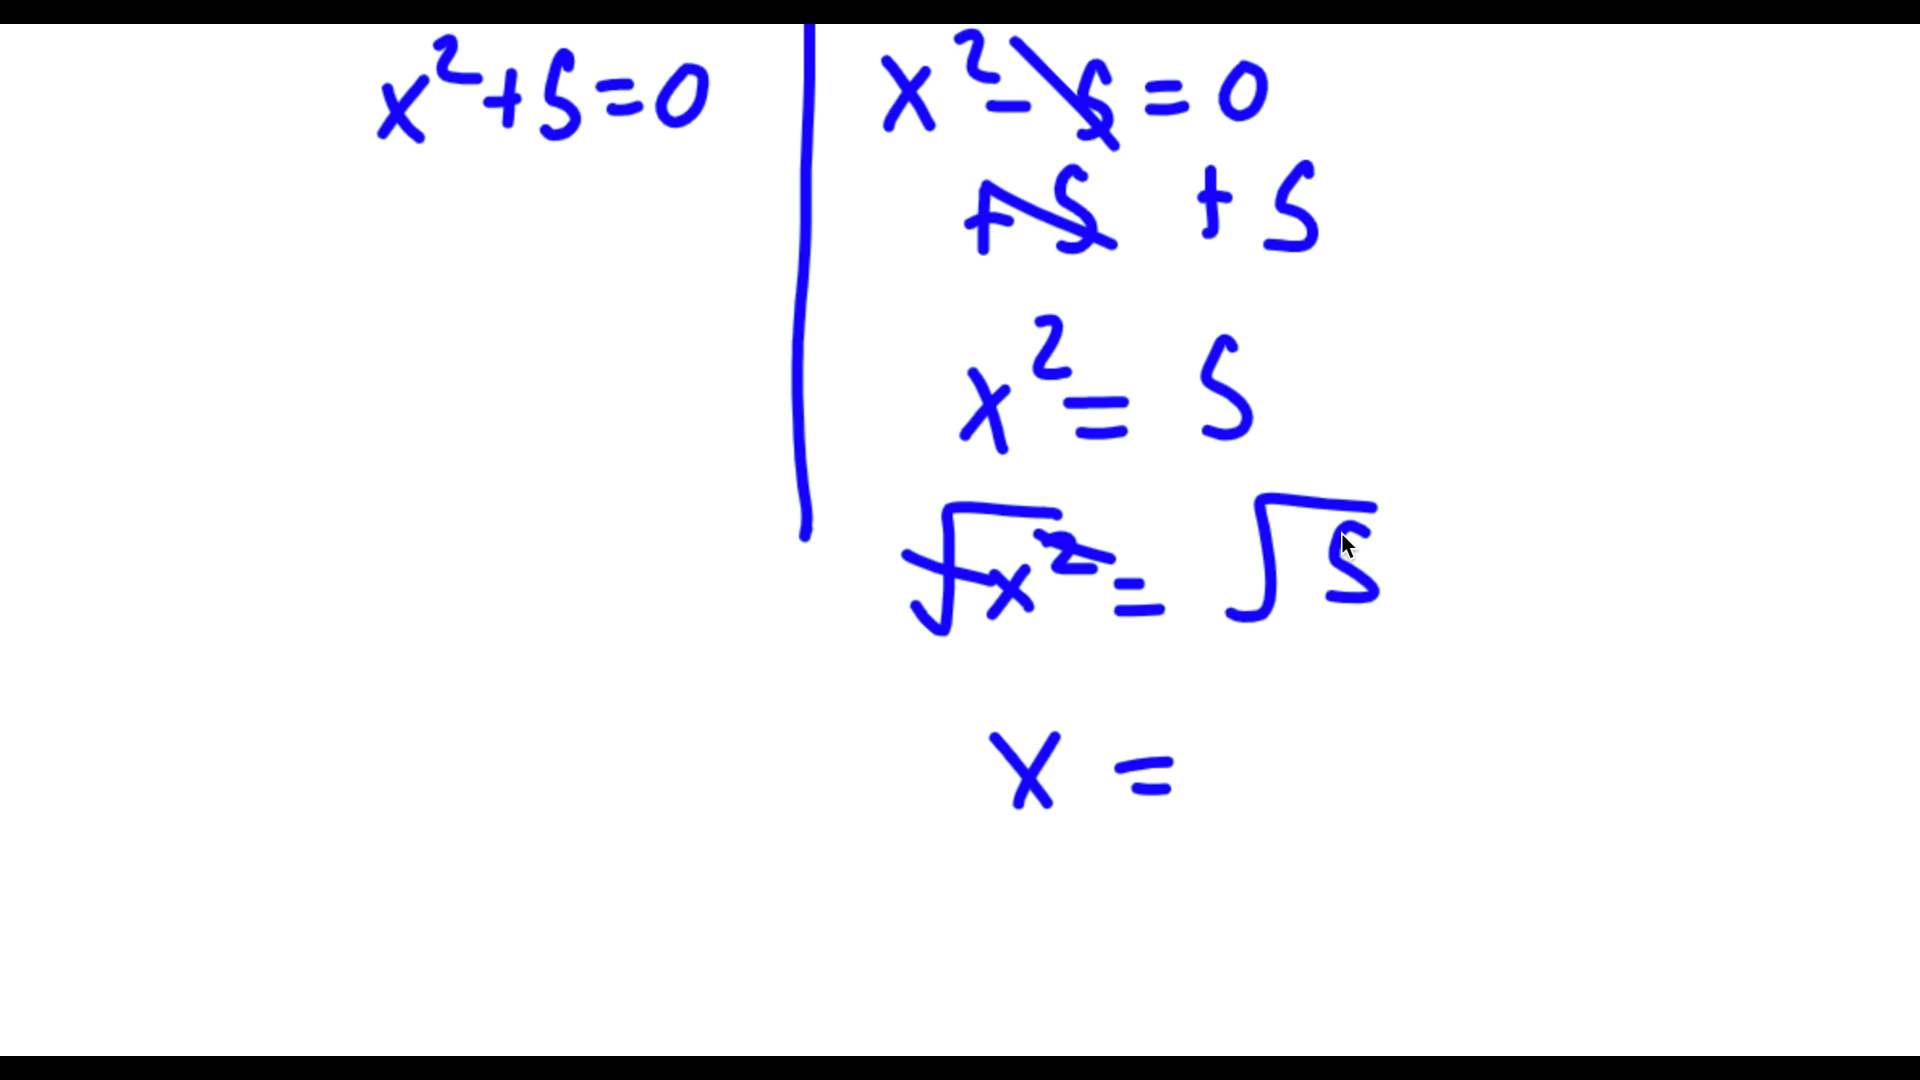 x²+5=0
x²-5=0
+5 +5
x²=5
√x²=√5
x=